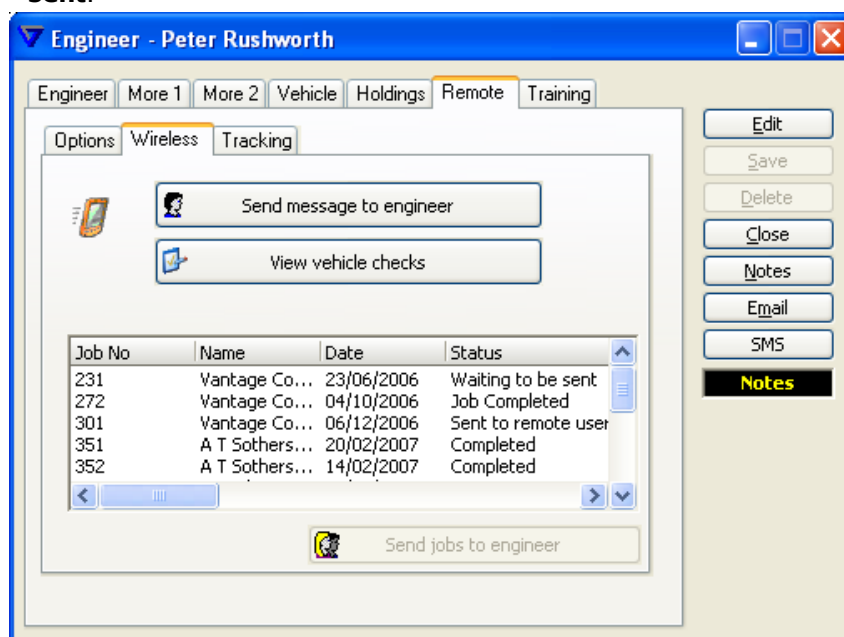 Sent.
Engineer - Peter Rushworth
Engineer More 1 More 2 Vehicle Holdings Remote Training
Options Wireless Tracking
Send message to engineer
View vehicle checks
Job No Name Date Status
231 Vantage Co... 23/06/2006 Waiting to be sent
272 Vantage Co... 04/10/2006 Job Completed
301 Vantage Co... 06/12/2006 Sent to remote user
351 A T Sothers... 20/02/2007 Completed
352 A T Sothers... 14/02/2007 Completed
Send jobs to engineer
Edit
Save
Delete
Close
Notes
Email
SMS
Notes